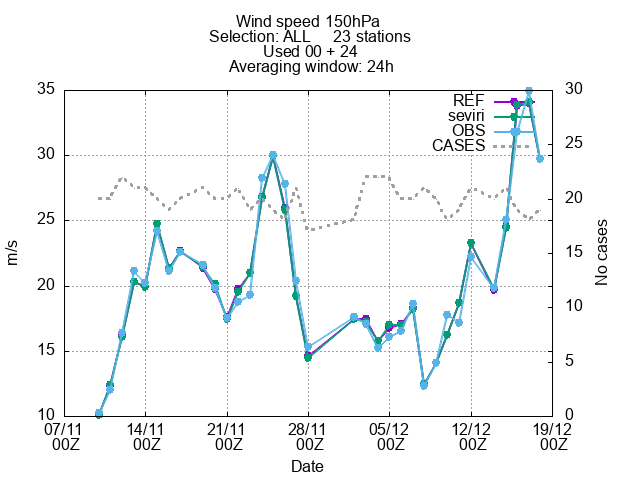 Wind speed 150hPa
Selection: ALL 23 stations
Used 00 + 24
Averaging window: 24h
35
30
25
20
15
10
m/s
30
25
20
15
10
5
0
No cases
REF
seviri
OBS
CASES
07/11 14/11 21/11 28/11 05/12 12/12 19/12
00Z 00Z 00Z 00Z 00Z 00Z 00Z
Date